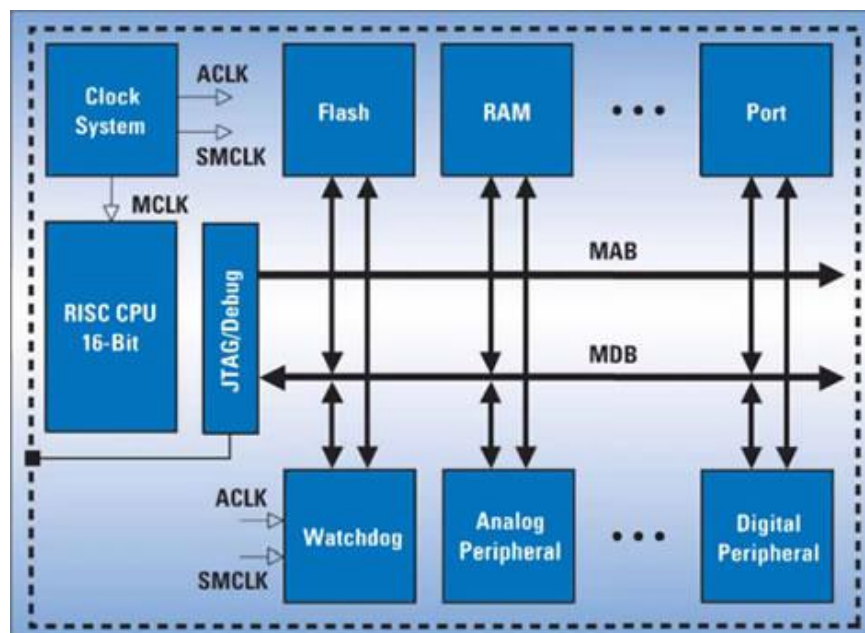 Clock
System
ACLK
SMCLK
Flash
RAM
Port
MCLK
RISC CPU
16-Bit
JTAG/Debug
MAB
MDB
ACLK
SMCLK
Watchdog
Analog
Peripheral
Digital
Peripheral